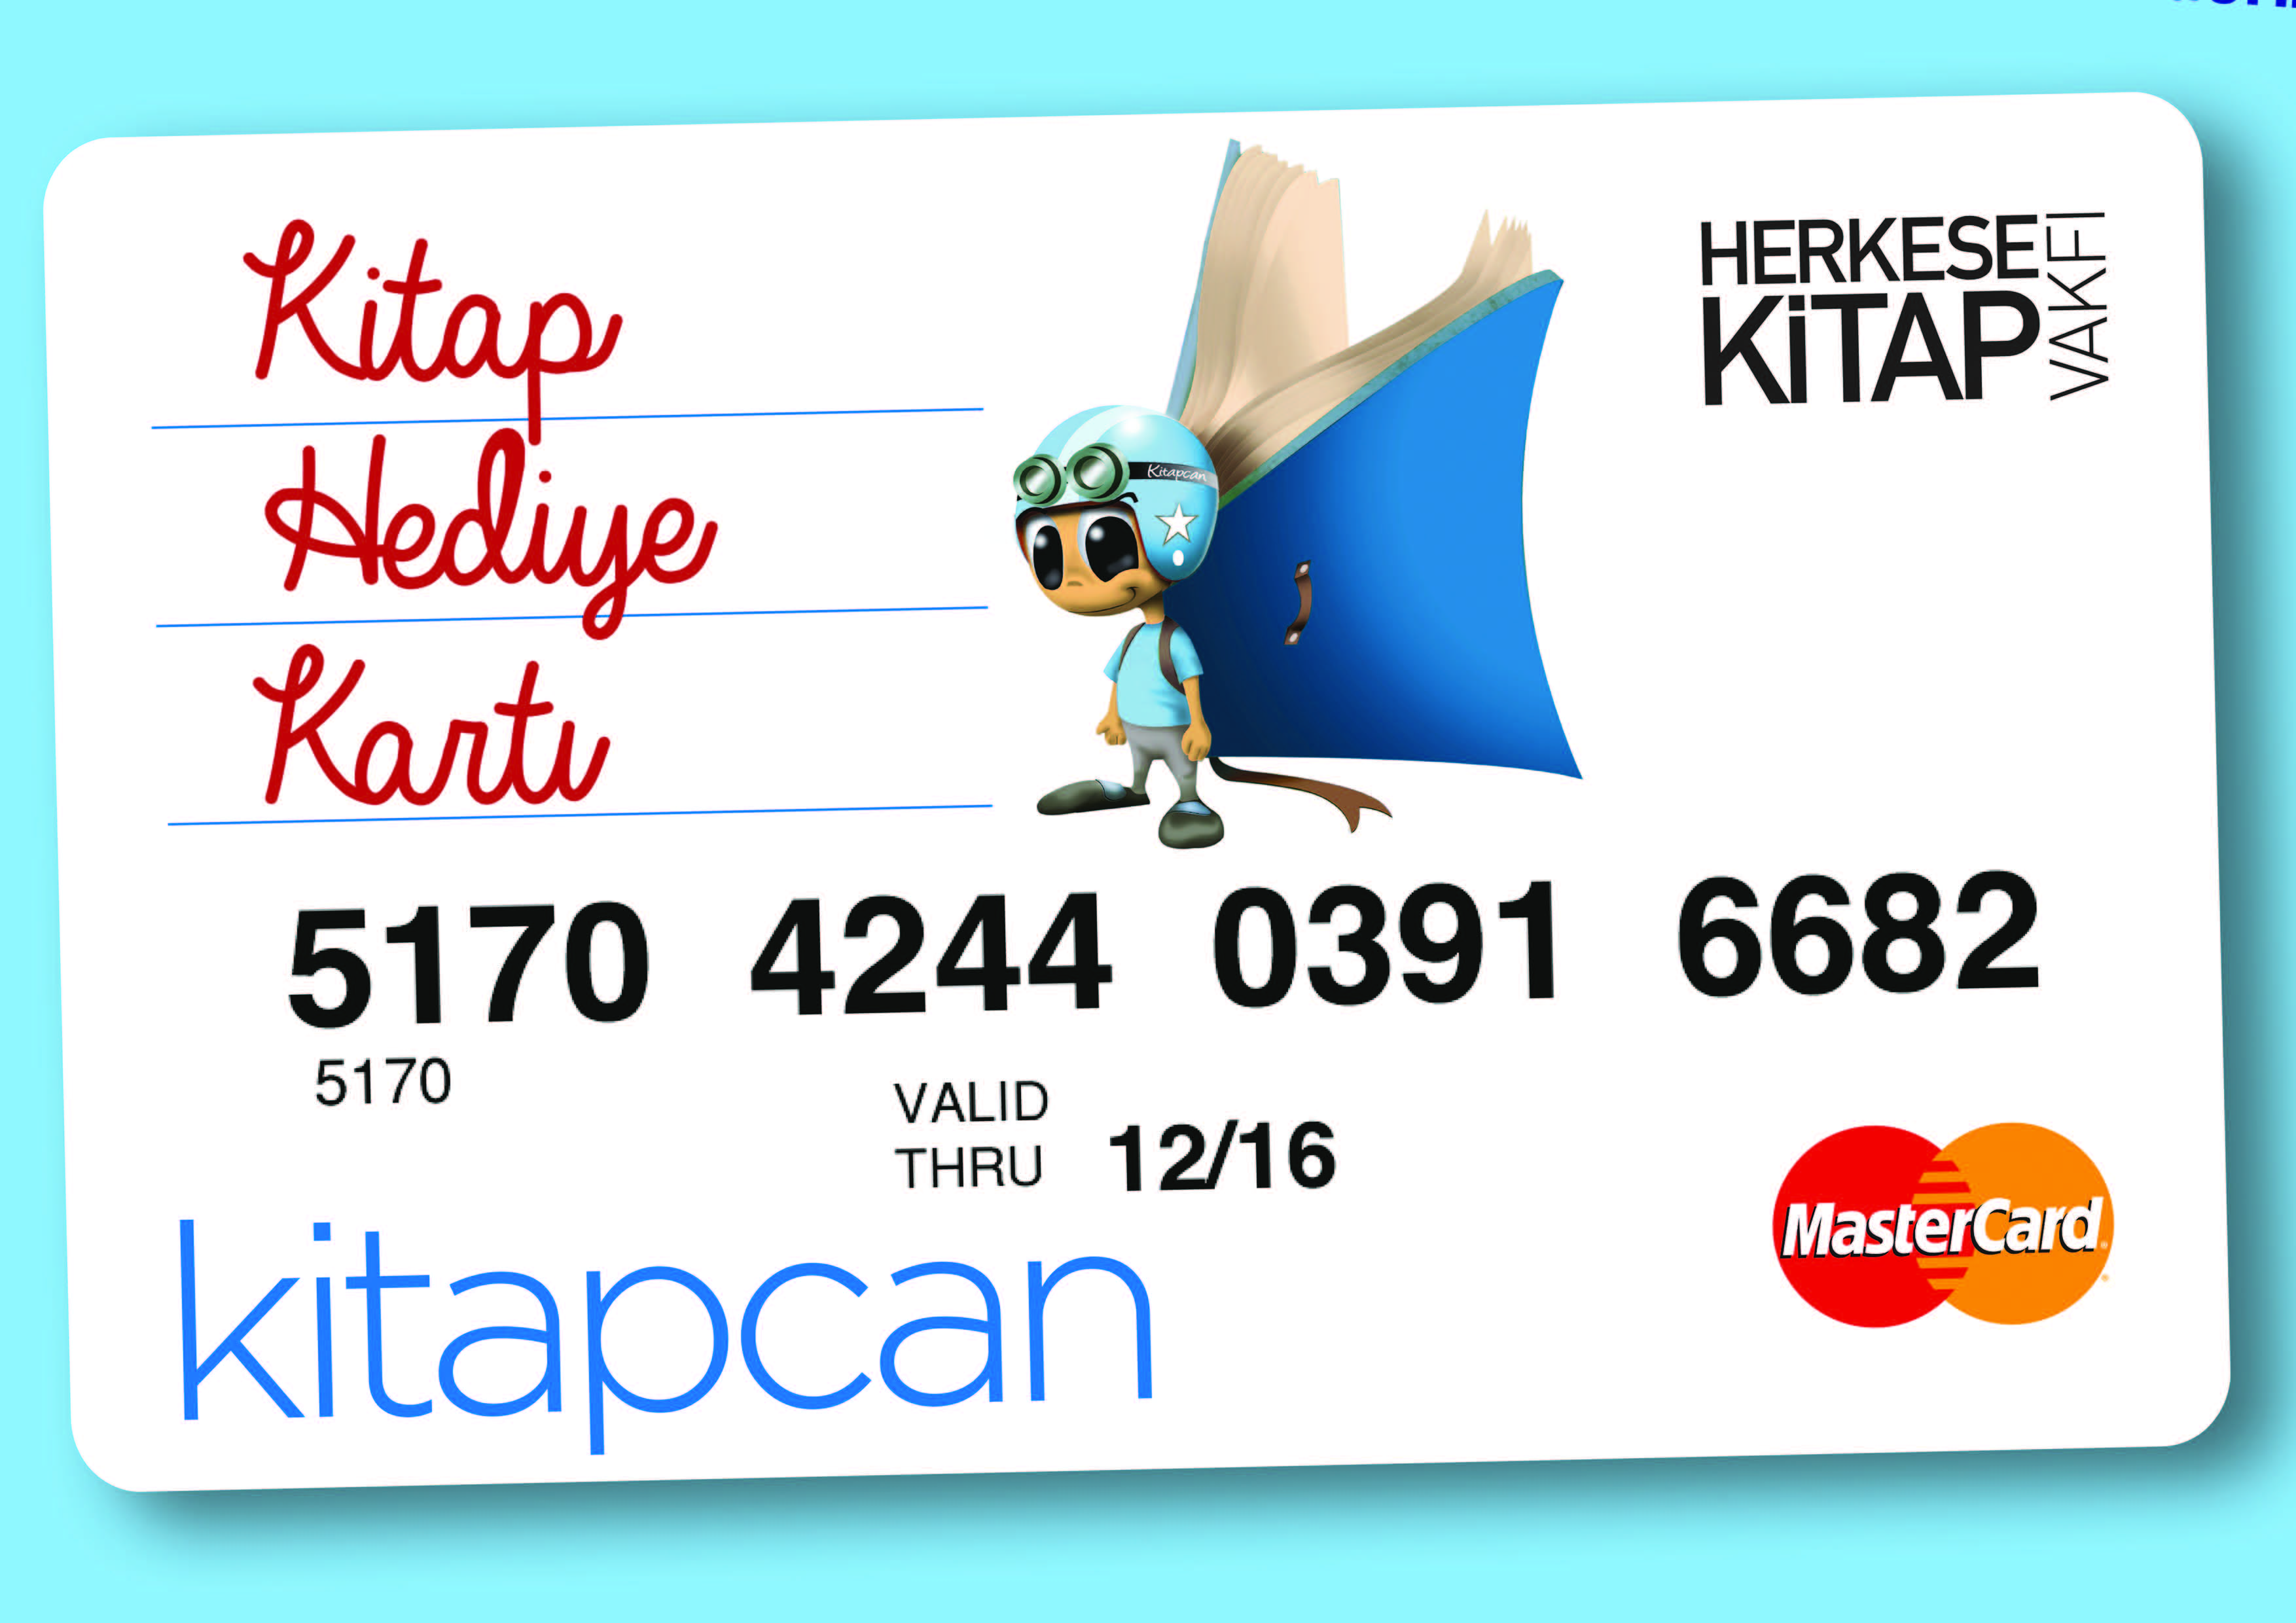 Kitap
Hediye
Kartı
Kitapcan
HERKESE
KİTAP
VAKFI
5170 4244 0391 6682
5170
VALID
THRU 12/16
kitapcan
MasterCard